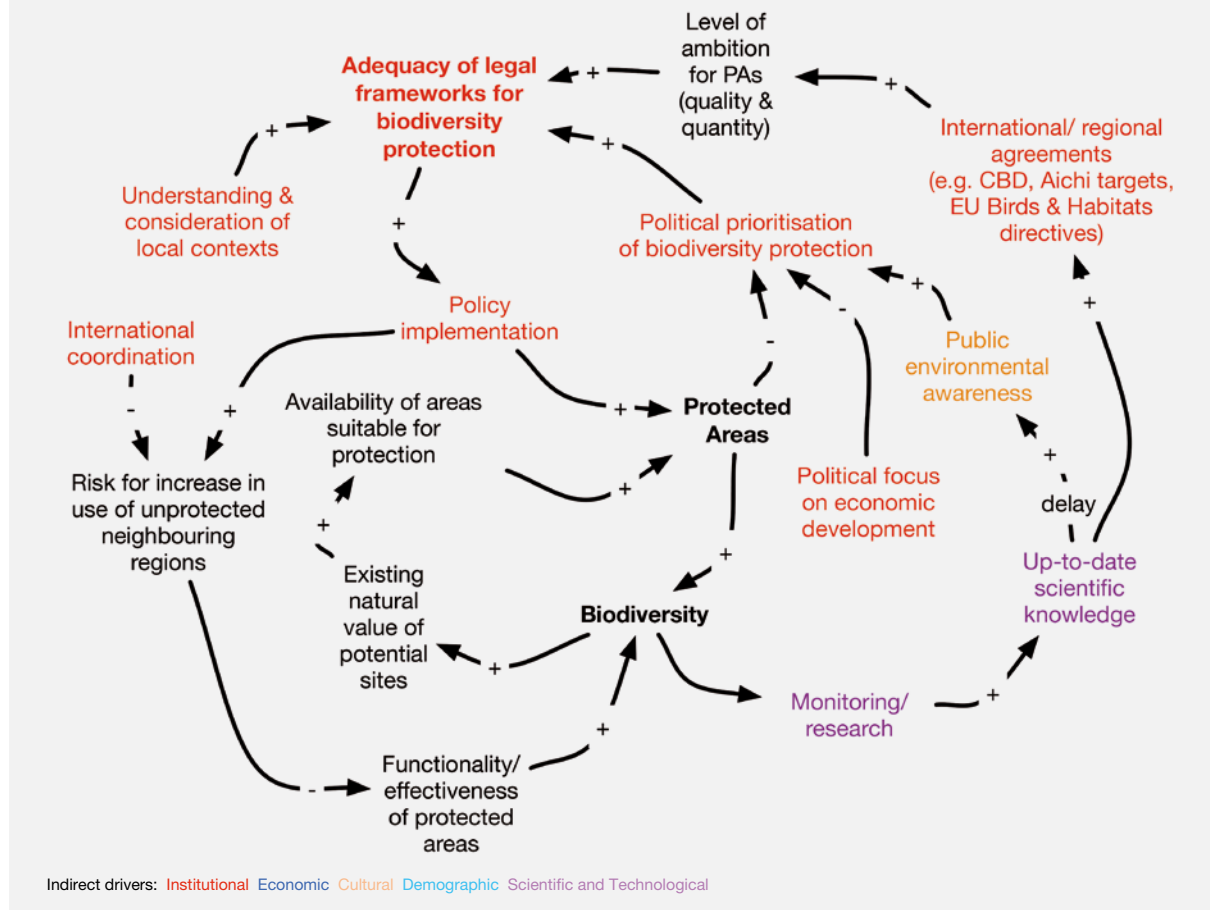 Level of
ambition
for PAs
(quality &
quantity)
Adequacy of legal
frameworks for
biodiversity
protection
+
+
International/ regional
agreements
(e.g. CBD, Aichi targets,
EU Birds & Habitats
directives)
+
+
Understanding &
consideration of
local contexts
Political prioritisation
of biodiversity protection
+
Policy
implementation
International
coordination
-
+
Availability of areas
suitable for
protection
+
Protected
Areas
-
-
+
Public
environmental
awareness
+
Political focus
on economic
development
+
delay
Up-to-date
scientific
knowledge
Risk for increase in
use of unprotected
neighbouring
regions
+
+
Existing
natural
value of
potential
sites
+
Biodiversity
+
Monitoring/
research
+
+
Functionality/
effectiveness
of protected
areas
-
Indirect drivers: Institutional Economic Cultural Demographic Scientific and Technological